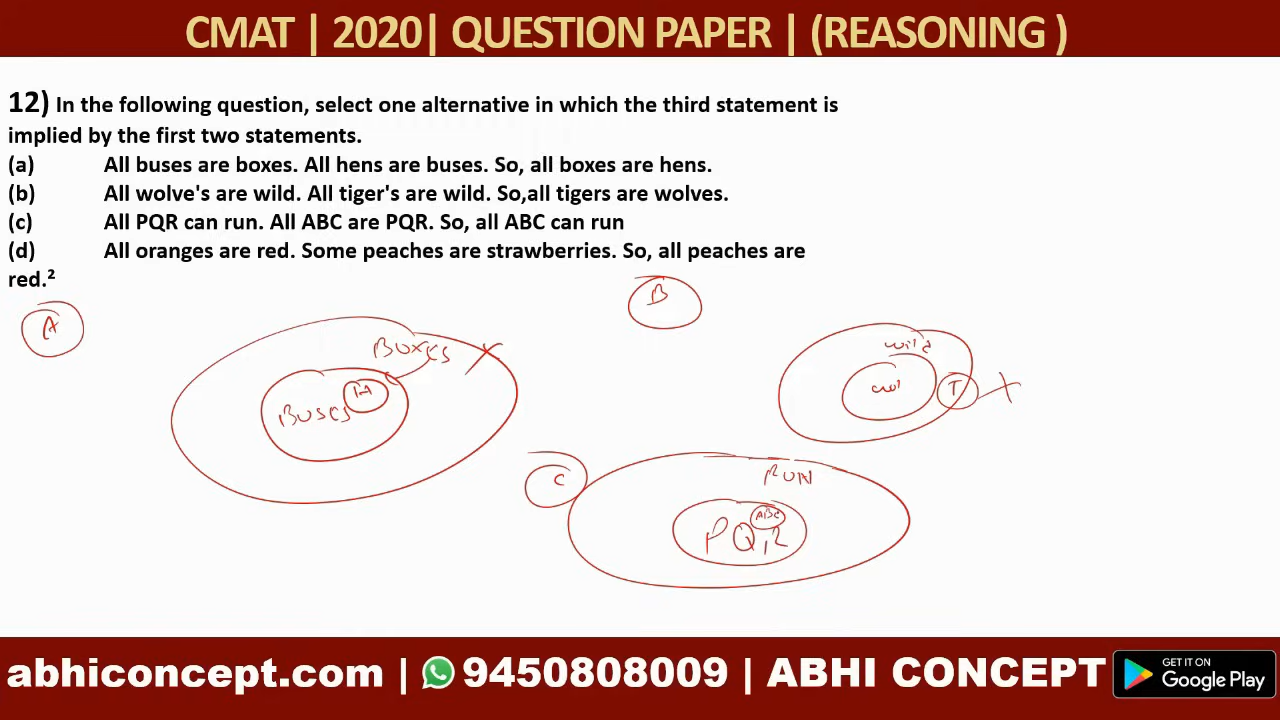 CMAT | 2020| QUESTION PAPER | (REASONING )
12) In the following question, select one alternative in which the third statement is
implied by the first two statements.
(a) All buses are boxes. All hens are buses. So, all boxes are hens.
(b) All wolve's are wild. All tiger's are wild. So,all tigers are wolves.
(c) All PQR can run. All ABC are PQR. So, all ABC can run
(d) All oranges are red. Some peaches are strawberries. So, all peaches are
red.²
A
B
BOXES
BUSES
wild
T
C
RUN
ABC
PQR
abhiconcept.com | 9450808009 | ABHI CONCEPT
GET IT ON
Google Play